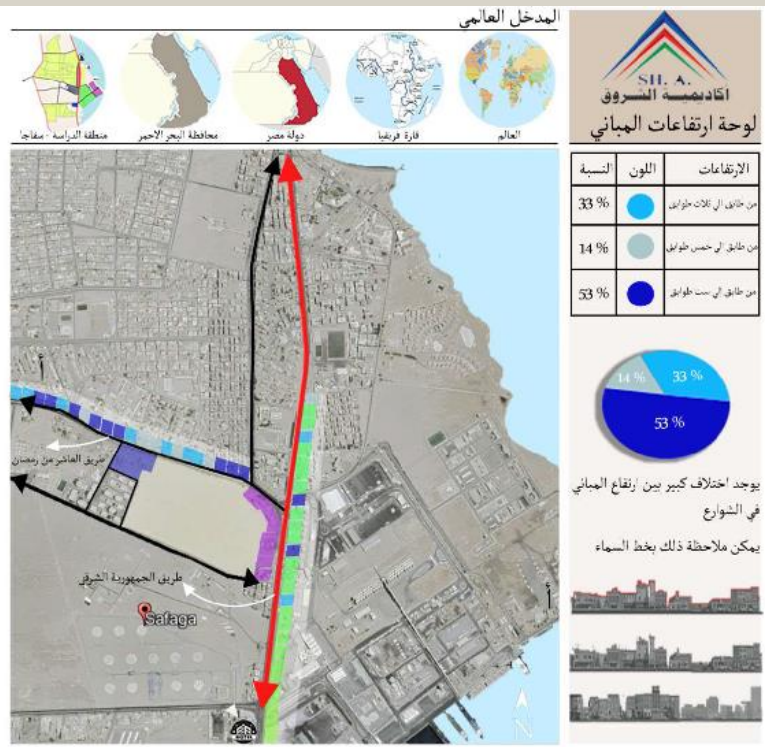 المدخل العالمي
العالم
قارة فريقيا
دولة مصر
محافظة البحر الاحمر
منطقة الدراسة - سفاجا
SH. A.
اكاديمية الشروق
لوحة ارتفاعات المباني
الارتفاعات اللون النسبة
من طابق الي ثلاث طوابق 33 %
من طابق الي خمس طوابق 14 %
من طابق الي ست طوابق 53 %
33 %
14 %
53 %
يوجد اختلاف كبير بين ارتفاع المباني
في الشوارع
يمكن ملاحظة ذلك بخط السماء
أ
طريق العاشر من رمضان
طريق الجمهورية الشرقي
Safaga
أ
N
HOTEL